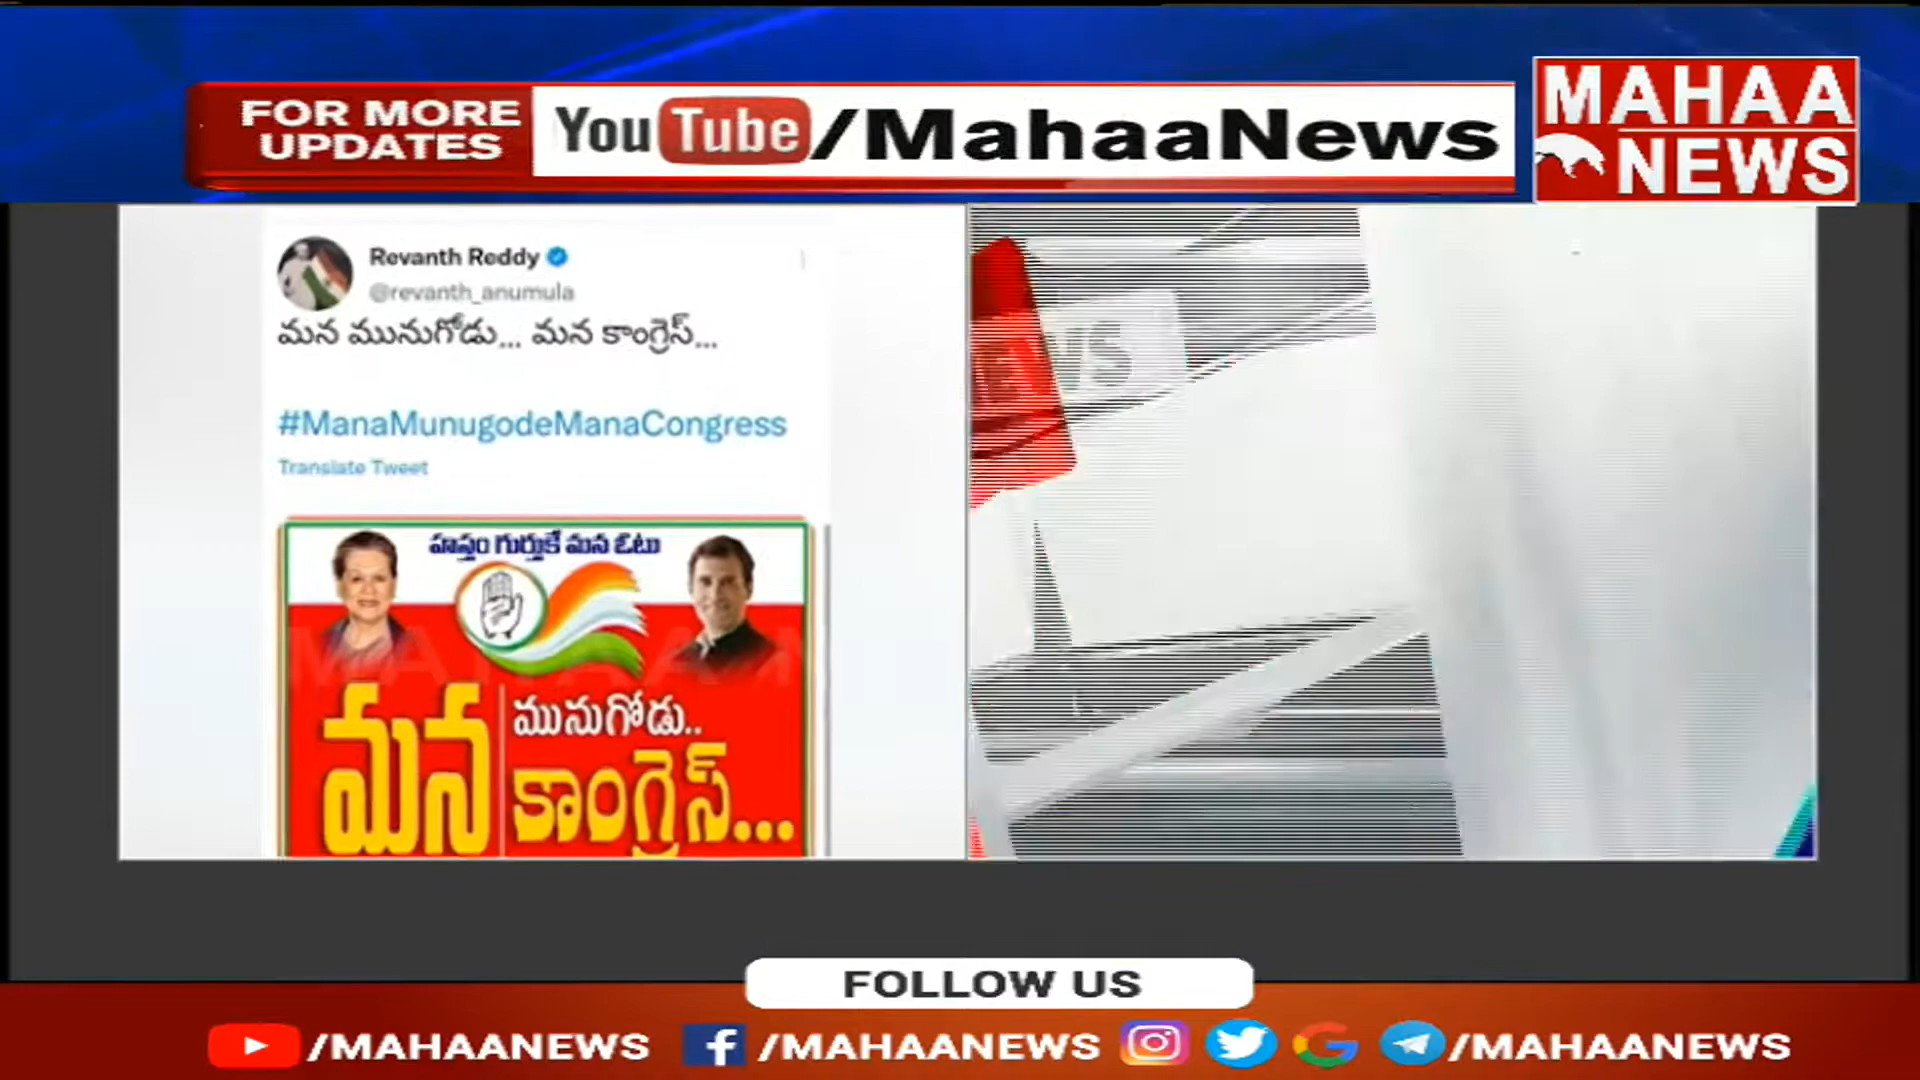 FOR MORE
UPDATES
YouTube/MahaaNews
MAHAA
NEWS
Revanth Reddy
@revanth_anumula
మన మునుగోడు... మన కాంగ్రెస్...
#ManaMunugodeManaCongress
Translate Tweet
హస్తం గుర్తుకే మన ఓటు
మన
మునుగోడు..
కాంగ్రెస్...
FOLLOW US
/MAHAANEWS
/MAHAANEWS
/MAHAANEWS